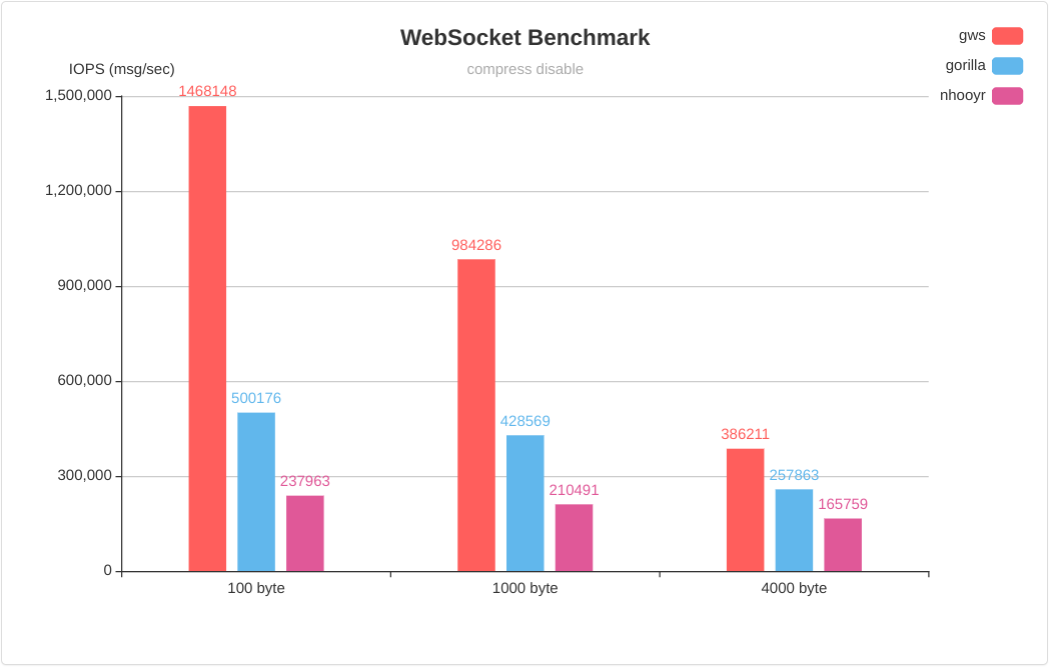 WebSocket Benchmark
compress disable
gws
gorilla
nhooyr
IOPS (msg/sec)
1,500,000
1,200,000
900,000
600,000
300,000
0
1468148
500176
237963
984286
428569
210491
386211
257863
165759
100 byte
1000 byte
4000 byte